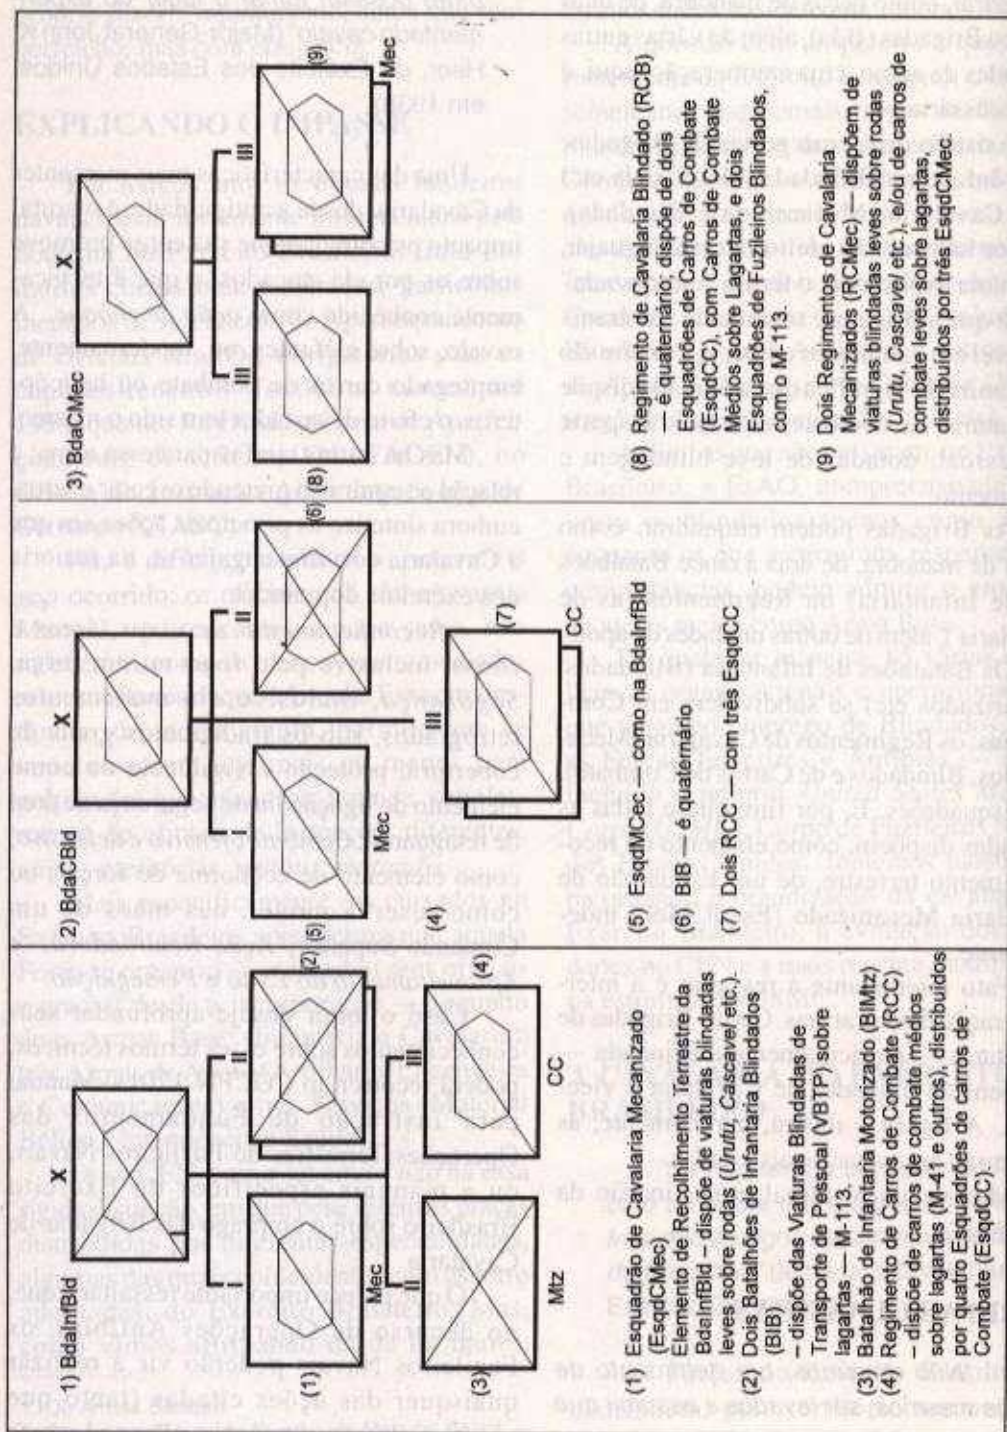 1) BdaInfBld
X
I
II
(1)
Mec
(2)
(3)
II
III
Mtz
CC
(4)
(1) Esquadrão de Cavalaria Mecanizado
(EsqdCMec)
Elemento de Recolhimento Terrestre da
BdaInfBld – dispõe de viaturas blindadas
leves sobre rodas (Urutu, Cascavel etc.).
(2) Dois Batalhões de Infantaria Blindados
(BIB)
– dispõe das Viaturas Blindadas de
Transporte de Pessoal (VBTP) sobre
lagartas — M-113.
(3) Batalhão de Infantaria Motorizado (BIMtz)
(4) Regimento de Carros de Combate (RCC)
– dispõe de carros de combate médios
sobre lagartas (M-41 e outros), distribuídos
por quatro Esquadrões de carros de
Combate (EsqdCC)
2) BdaCBld
X
I
II
(5)
Mec
(6)
(4)
III
(7)
CC
(5) EsqdMCec — como na BdaInfBld
(6) BIB — é quaternário
(7) Dois RCC — com três EsqdCC
3) BdaCMec
X
III
III
(8)
(9)
Mec
(8) Regimento de Cavalaria Blindado (RCB)
— é quaternário; dispõe de dois
Esquadrões de Carros de Combate
(EsqdCC), com Carros de Combate
Médios sobre Lagartas, e dois
Esquadrões de Fuzileiros Blindados,
com o M-113.
(9) Dois Regimentos de Cavalaria
Mecanizados (RCMec) — dispõem de
viaturas blindadas leves sobre rodas
(Urutu, Cascavel etc.), e/ou de carros de
combate leves sobre lagartas,
distribuídos por três EsqdCMec.